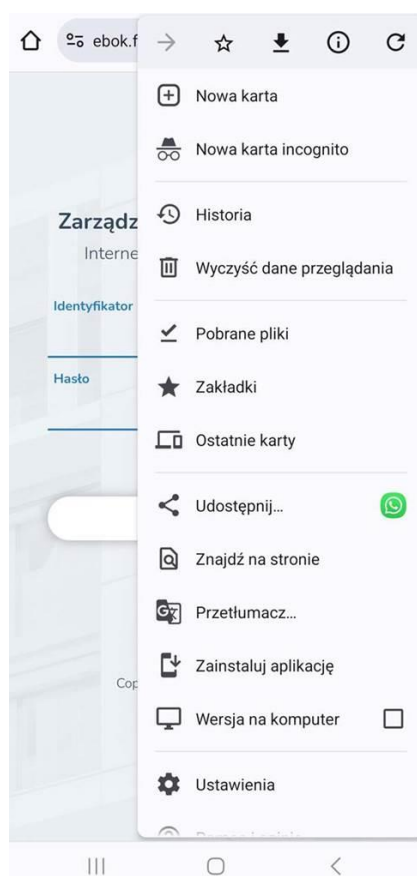 ebok.f
Nowa karta
Nowa karta incognito
Historia
Wyczyść dane przeglądania
Pobrane pliki
Zakładki
Ostatnie karty
Udostępnij...
Znajdź na stronie
Przetłumacz...
Zainstaluj aplikację
Wersja na komputer
Ustawienia
Zarządz
Interne
Identyfikator
Hasło
Cop